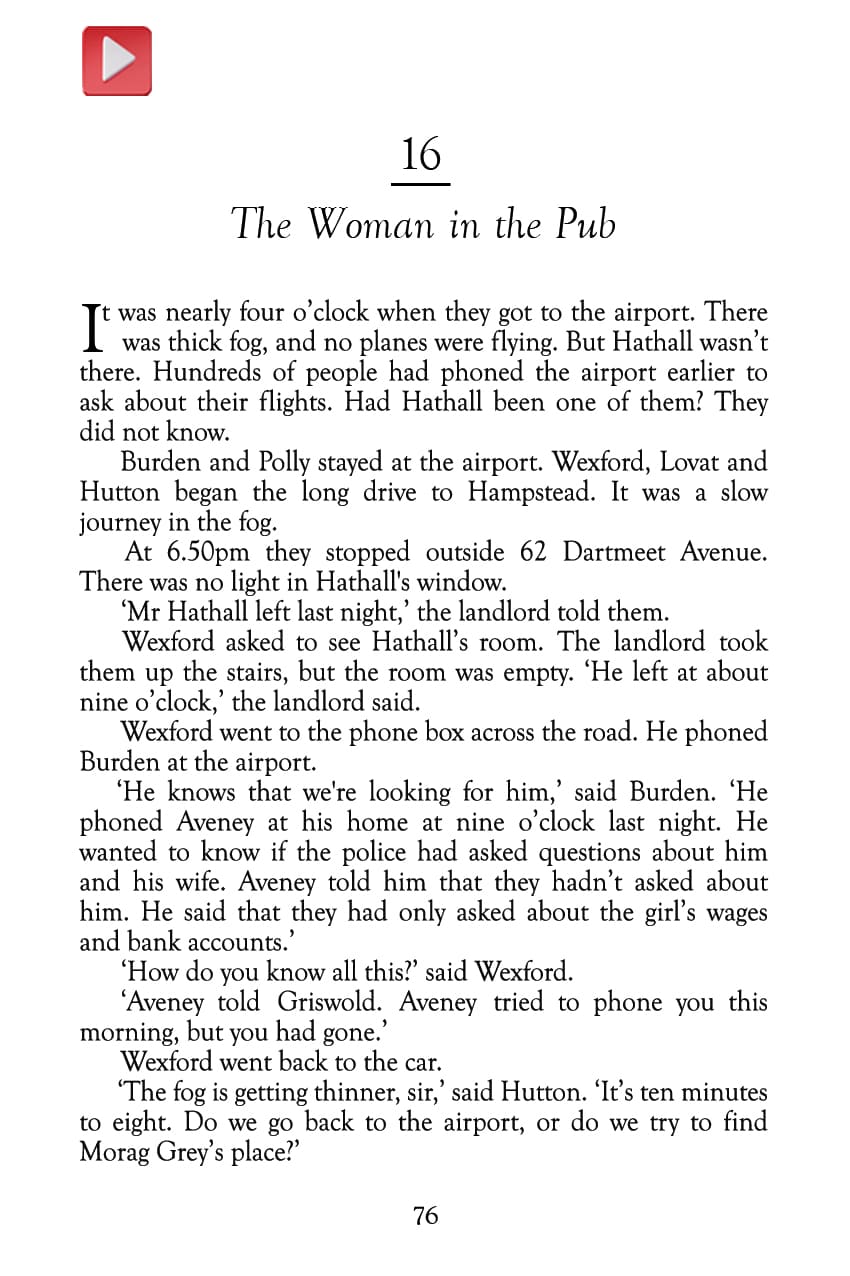 16
The Woman in the Pub
It was nearly four o’clock when they got to the airport. There
was thick fog, and no planes were flying. But Hathall wasn’t
there. Hundreds of people had phoned the airport earlier to
ask about their flights. Had Hathall been one of them? They
did not know.
Burden and Polly stayed at the airport. Wexford, Lovat and
Hutton began the long drive to Hampstead. It was a slow
journey in the fog.
At 6.50pm they stopped outside 62 Dartmeet Avenue.
There was no light in Hathall's window.
‘Mr Hathall left last night,’ the landlord told them.
Wexford asked to see Hathall’s room. The landlord took
them up the stairs, but the room was empty. ‘He left at about
nine o’clock,’ the landlord said.
Wexford went to the phone box across the road. He phoned
Burden at the airport.
‘He knows that we're looking for him,’ said Burden. ‘He
phoned Aveney at his home at nine o’clock last night. He
wanted to know if the police had asked questions about him
and his wife. Aveney told him that they hadn’t asked about
him. He said that they had only asked about the girl’s wages
and bank accounts.’
‘How do you know all this?’ said Wexford.
‘Aveney told Griswold. Aveney tried to phone you this
morning, but you had gone.’
Wexford went back to the car.
‘The fog is getting thinner, sir,’ said Hutton. ‘It’s ten minutes
to eight. Do we go back to the airport, or do we try to find
Morag Grey’s place?’
76